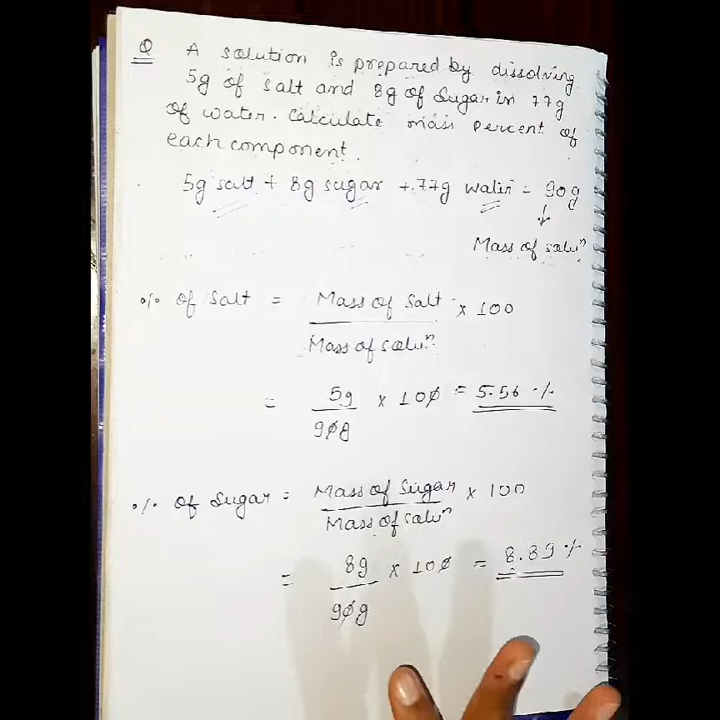 Q A solution is prepared by dissolving
5g of salt and 8g of Sugar in 77g
of water. Calculate mass percent of
each component.
5g salt + 8g sugar + 77g water = 90g
↓
Mass of soluⁿ
% Of Salt = Mass of Salt / Mass of soluⁿ × 100
= 5g / 90g × 100 = 5.56 %
% Of Sugar = Mass of Sugar / Mass of soluⁿ × 100
= 8g / 90g × 100 = 8.89 %